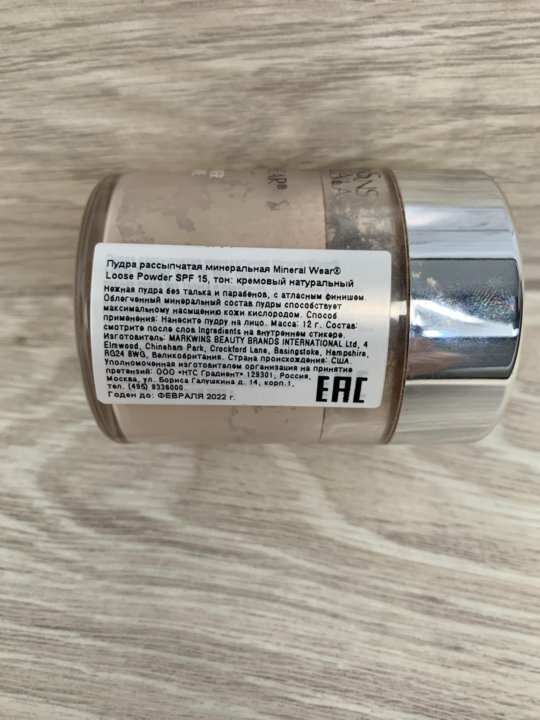 Пудра рассыпчатая минеральная Mineral Wear®
Loose Powder SPF 15, тон: кремовый натуральный
Нежная пудра без талька и парабенов, с атласным финишем.
Облегченный минеральный состав пудры способствует
максимальному насыщению кожи кислородом. Способ
применения: Нанесите пудру на лицо. Масса: 12 г. Состав:
смотрите после слов Ingredients на внутреннем стикере.
Изготовитель: MARKWINS BEAUTY BRANDS INTERNATIONAL Ltd, 4
Elmwood, Chineham Park, Crockford Lane, Basingstoke, Hampshire,
RG24 8WG, Великобритания. Страна происхождения: США
Уполномоченная изготовителем организация на принятие
претензий: ООО «НТС Градиент» 129301, Россия,
Москва, ул. Бориса Галушкина д. 14, корп.1,
тел. (495) 9336000
Годен до: ФЕВРАЛЯ 2022 г.
EAC